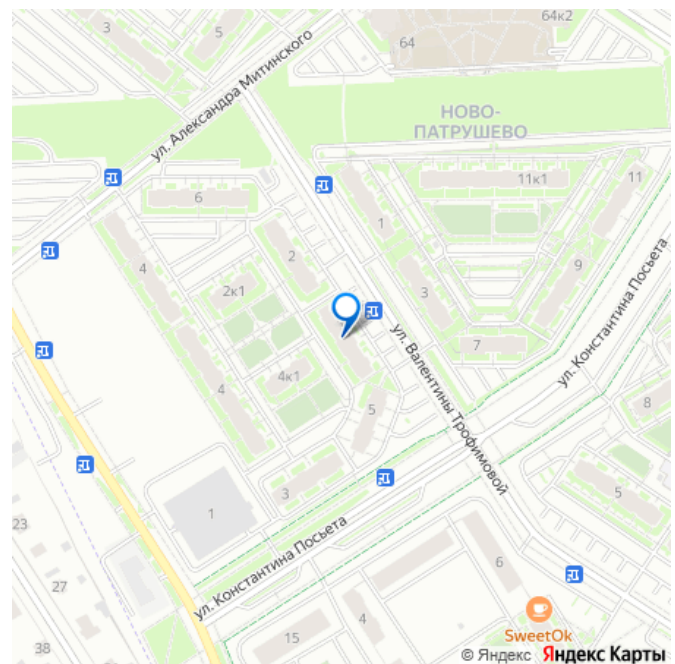 64к2
3
5
64
ул. Александра Митинского
НОВО-
ПАТРУШЕВО
11к1
11
6
1
2
4
9
2к1
3
7
ул. Константина Посьета
ул. Валентины Трофимовой
4к1
4
5
8
3
5
1
23
ул. Константина Посьета
6
27
4
15
38
SweetOk
© Яндекс Яндекс Карты